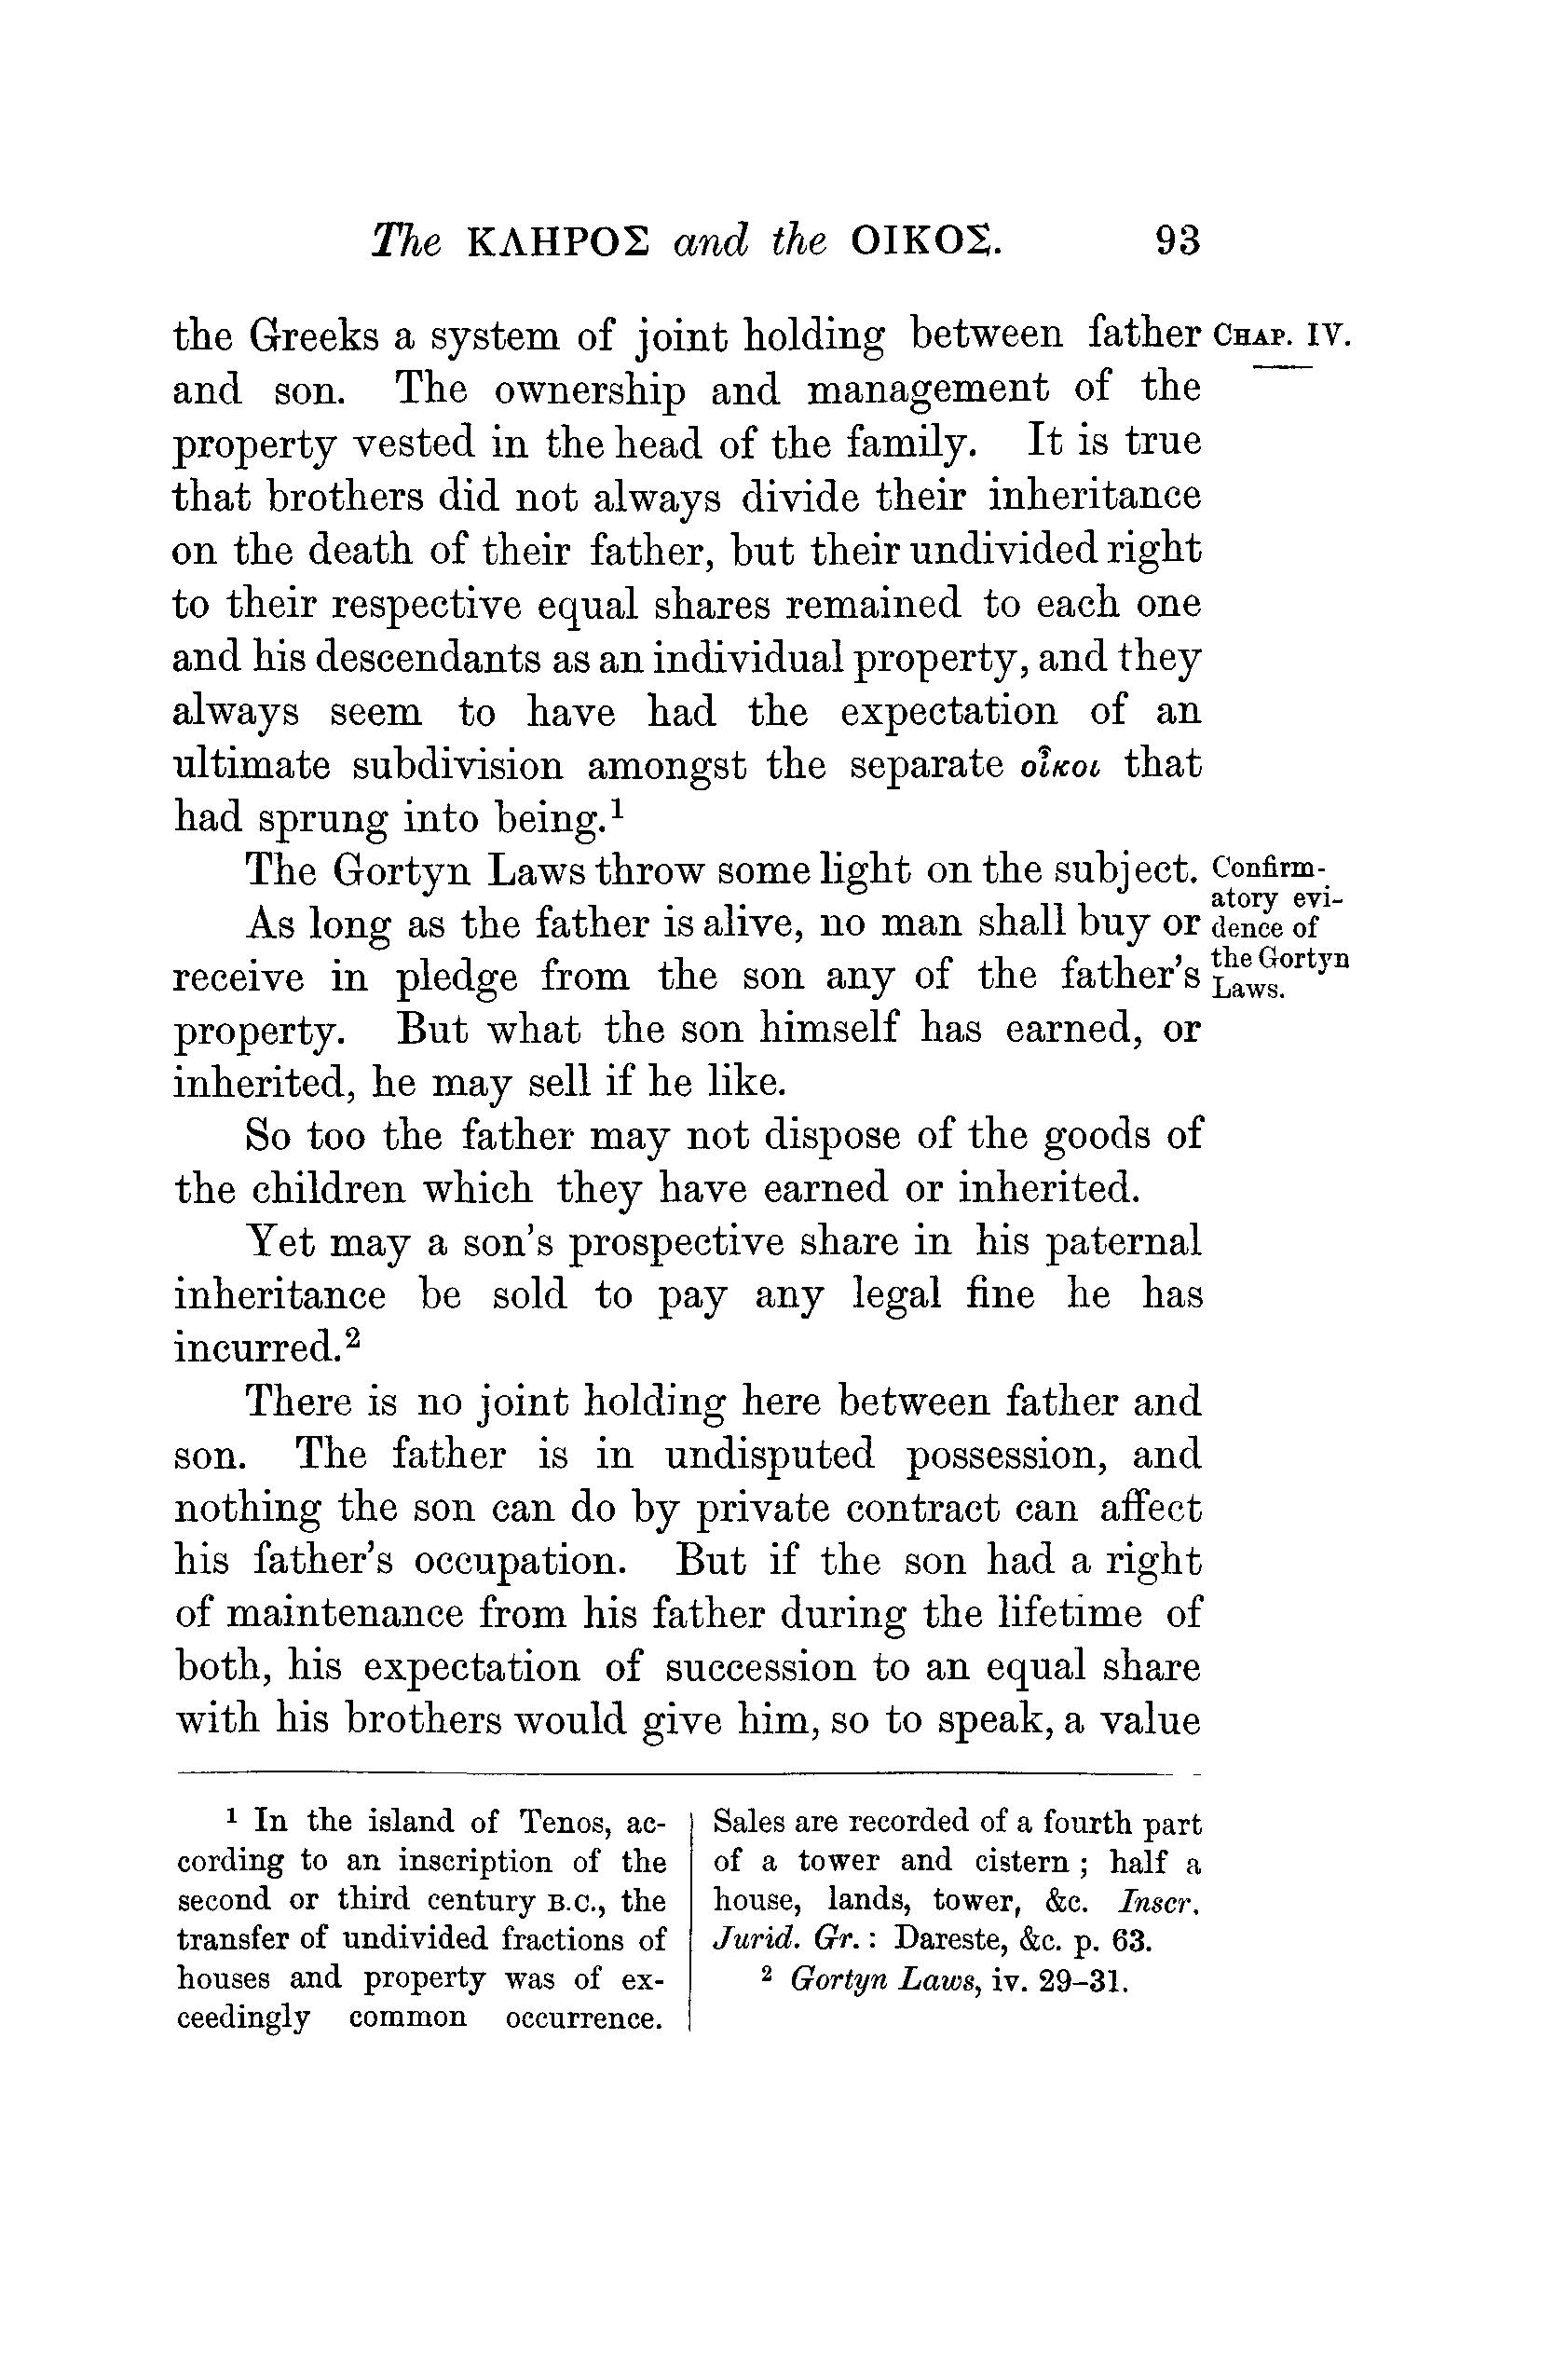 The ΚΛΗΡΟΣ and the ΟΙΚΟΣ. 93
CHAP. IV.
the Greeks a system of joint holding between father
and son. The ownership and management of the
property vested in the head of the family. It is true
that brothers did not always divide their inheritance
on the death of their father, but their undivided right
to their respective equal shares remained to each one
and his descendants as an individual property, and they
always seem to have had the expectation of an
ultimate subdivision amongst the separate οἶκοι that
had sprung into being.¹
Confirm-
atory evi-
dence of
the Gortyn
Laws.
The Gortyn Laws throw some light on the subject.
As long as the father is alive, no man shall buy or
receive in pledge from the son any of the father's
property. But what the son himself has earned, or
inherited, he may sell if he like.
So too the father may not dispose of the goods of
the children which they have earned or inherited.
Yet may a son's prospective share in his paternal
inheritance be sold to pay any legal fine he has
incurred.²
There is no joint holding here between father and
son. The father is in undisputed possession, and
nothing the son can do by private contract can affect
his father's occupation. But if the son had a right
of maintenance from his father during the lifetime of
both, his expectation of succession to an equal share
with his brothers would give him, so to speak, a value
¹ In the island of Tenos, ac-
cording to an inscription of the
second or third century B.C., the
transfer of undivided fractions of
houses and property was of ex-
ceedingly common occurrence.
Sales are recorded of a fourth part
of a tower and cistern ; half a
house, lands, tower, &c. Inscr.
Jurid. Gr. : Dareste, &c. p. 63.
² Gortyn Laws, iv. 29–31.